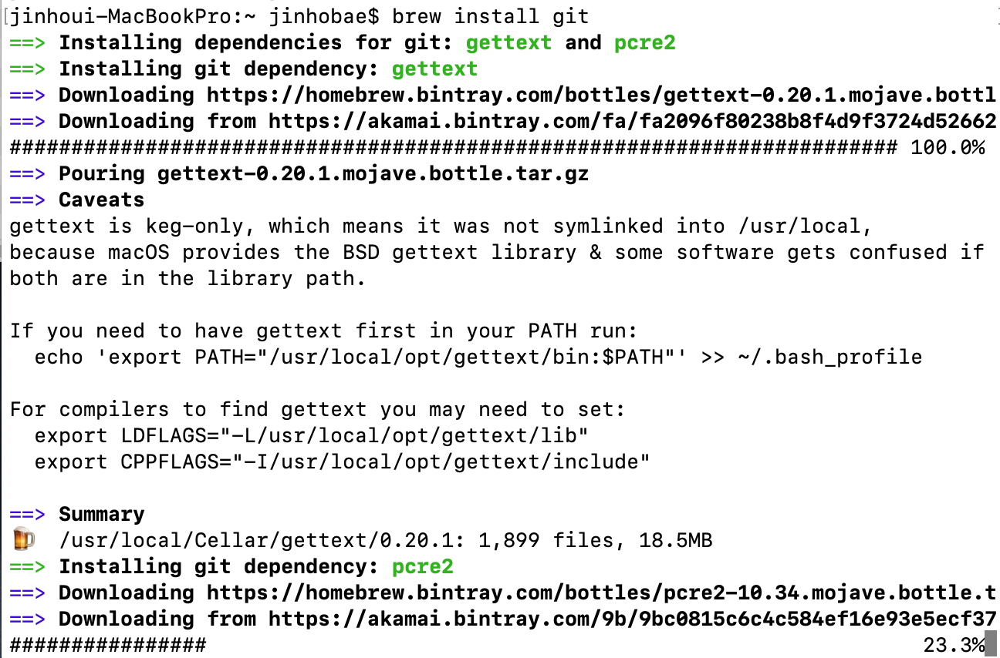 [jinhoui-MacBookPro:~ jinhobae$ brew install git
==> Installing dependencies for git: gettext and pcre2
==> Installing git dependency: gettext
==> Downloading https://homebrew.bintray.com/bottles/gettext-0.20.1.mojave.bottl
==> Downloading from https://akamai.bintray.com/fa/fa2096f80238b8f4d9f3724d52662
######################################################################## 100.0%
==> Pouring gettext-0.20.1.mojave.bottle.tar.gz
==> Caveats
gettext is keg-only, which means it was not symlinked into /usr/local,
because macOS provides the BSD gettext library & some software gets confused if
both are in the library path.

If you need to have gettext first in your PATH run:
  echo 'export PATH="/usr/local/opt/gettext/bin:$PATH"' >> ~/.bash_profile

For compilers to find gettext you may need to set:
  export LDFLAGS="-L/usr/local/opt/gettext/lib"
  export CPPFLAGS="-I/usr/local/opt/gettext/include"

==> Summary
🍺  /usr/local/Cellar/gettext/0.20.1: 1,899 files, 18.5MB
==> Installing git dependency: pcre2
==> Downloading https://homebrew.bintray.com/bottles/pcre2-10.34.mojave.bottle.t
==> Downloading from https://akamai.bintray.com/9b/9bc0815c6c4c584ef16e93e5ecf37
################ 23.3%